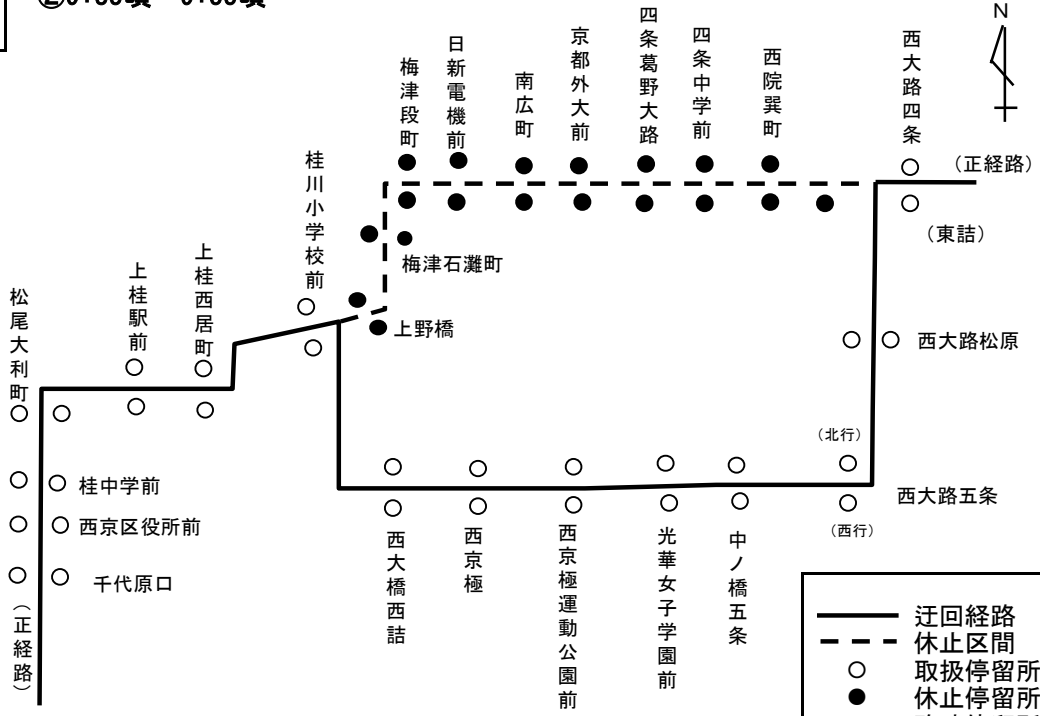 N
西大路四条
西院巽町
四条中学前
四条葛野大路
京都外大前
南広町
日新電機前
梅津段町
(正経路)
(東詰)
桂川小学校前
梅津石灘町
上野橋
上桂西居町
上桂駅前
松尾大利町
西大路松原
(北行)
西大路五条
(西行)
桂中学前
西京区役所前
千代原口
(正経路)
西大橋西詰
西京極
西京極運動公園前
光華女子学園前
中ノ橋五条
迂回経路
休止区間
取扱停留所
休止停留所